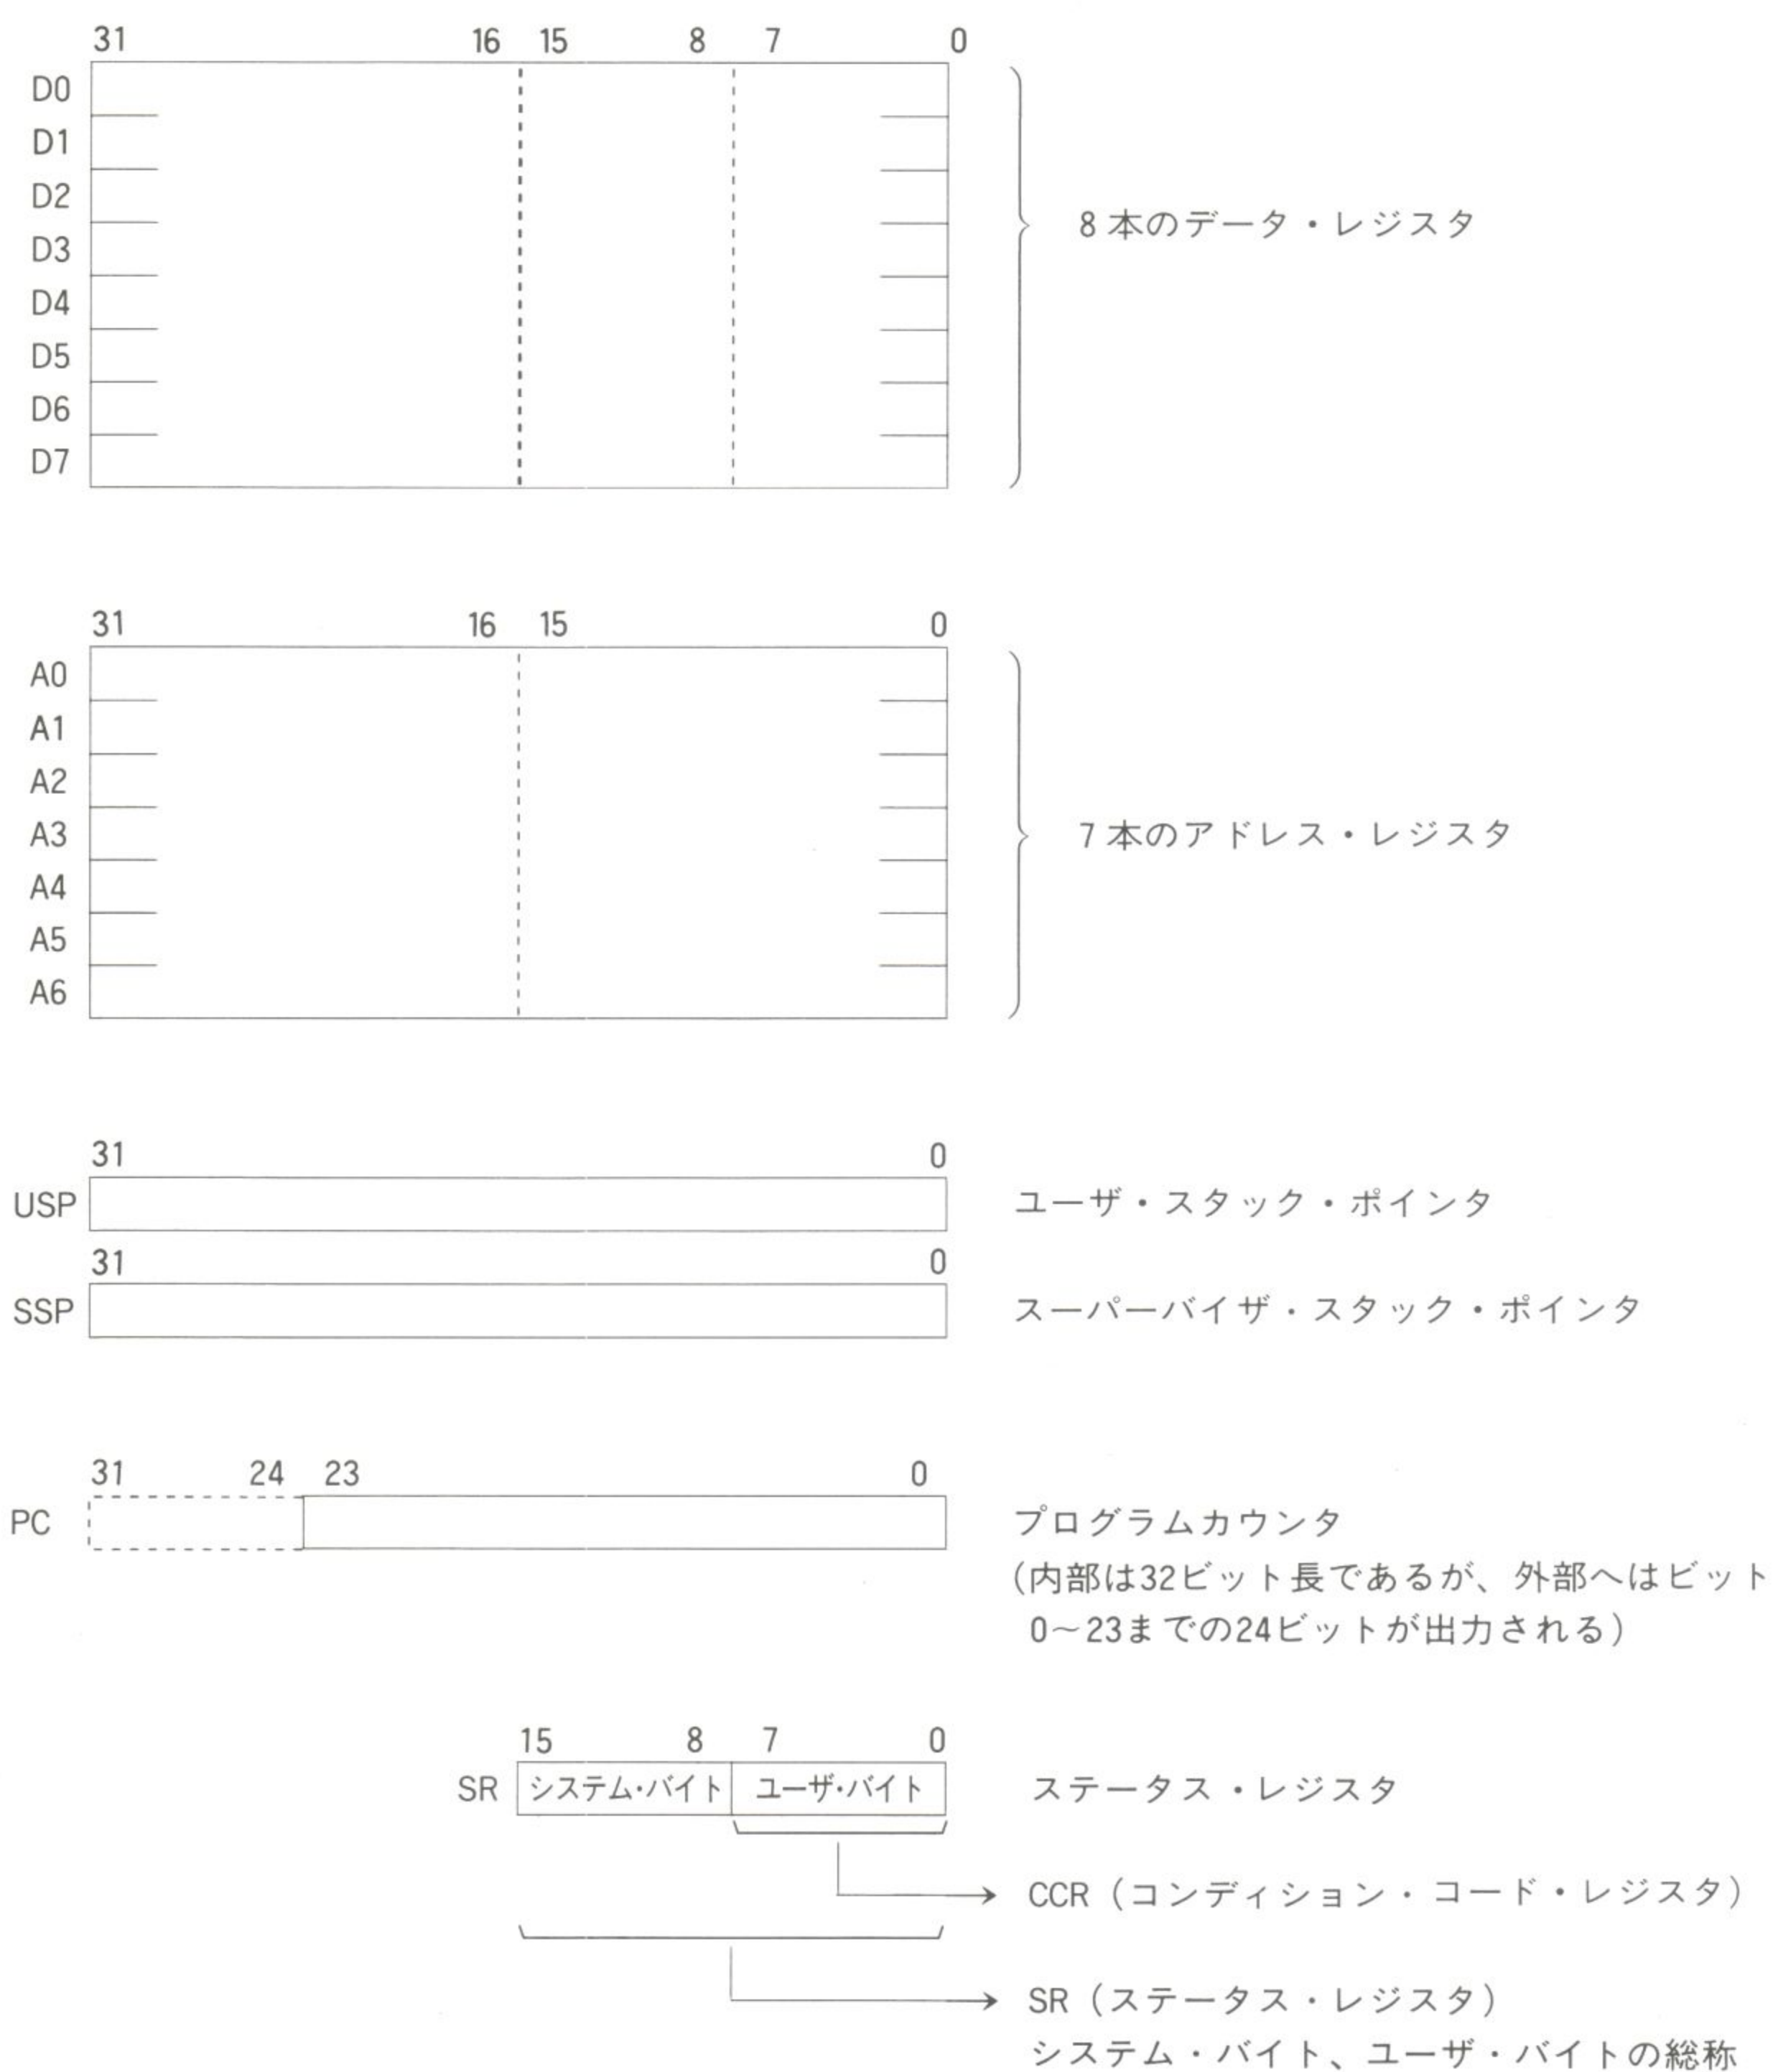 31 16 15 8 7 0
D0
D1
D2
D3
D4
D5
D6
D7
8本のデータ・レジスタ
31 16 15 0
A0
A1
A2
A3
A4
A5
A6
7本のアドレス・レジスタ
31 0
USP ユーザ・スタック・ポインタ
31 0
SSP スーパーバイザ・スタック・ポインタ
31 24 23 0
PC プログラムカウンタ
(内部は32ビット長であるが、外部へはビット
0〜23までの24ビットが出力される)
15 8 7 0
SR システム・バイト ユーザ・バイト ステータス・レジスタ
CCR(コンディション・コード・レジスタ)
SR(ステータス・レジスタ)
システム・バイト、ユーザ・バイトの総称